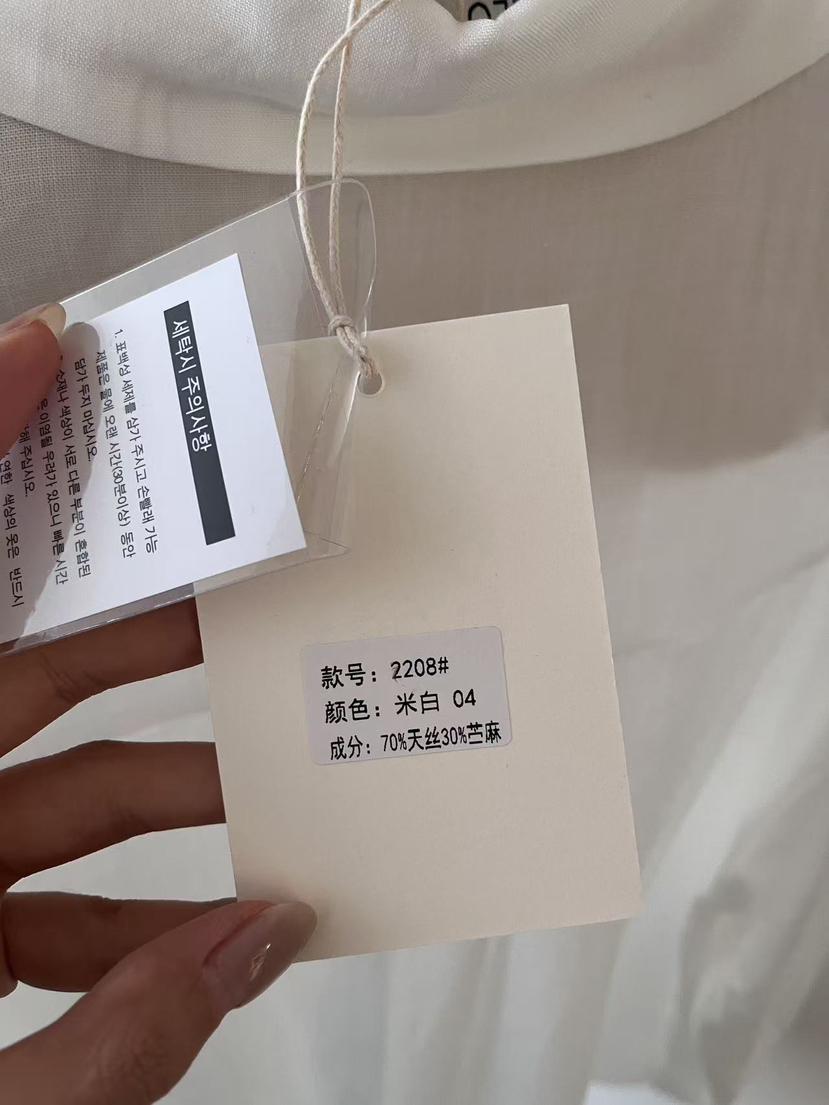 세탁시 주의사항
1. 표백성 세제를 삼가 주시고 손빨래 가능
제품은 물에 오랜 시간(30분이상) 동안
담가 두지 마십시오.
소재나 색상이 서로 다른 부분이 혼합된
이염될 우려가 있으니 빠른 시간
주십시오.
색상의 옷은 반드시
款号：2208#
颜色：米白 04
成分：70%天丝30%苎麻